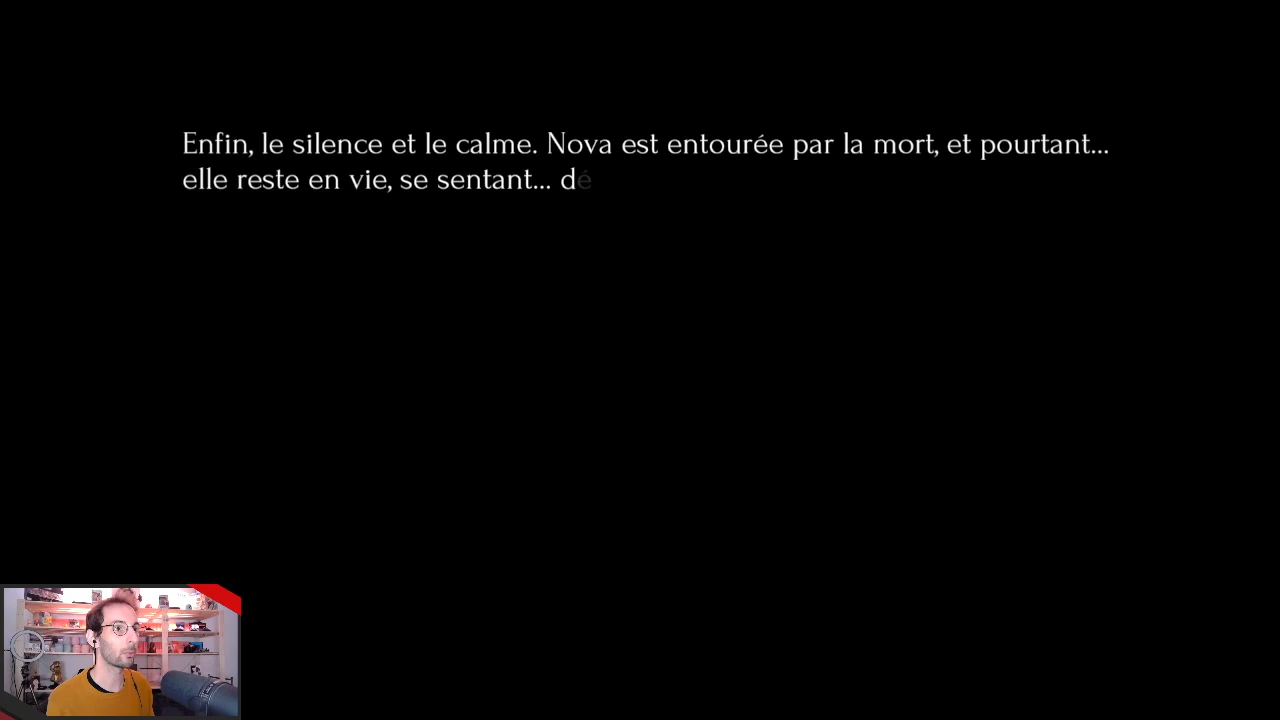 Enfin, le silence et le calme. Nova est entourée par la mort, et pourtant...
elle reste en vie, se sentant... dé